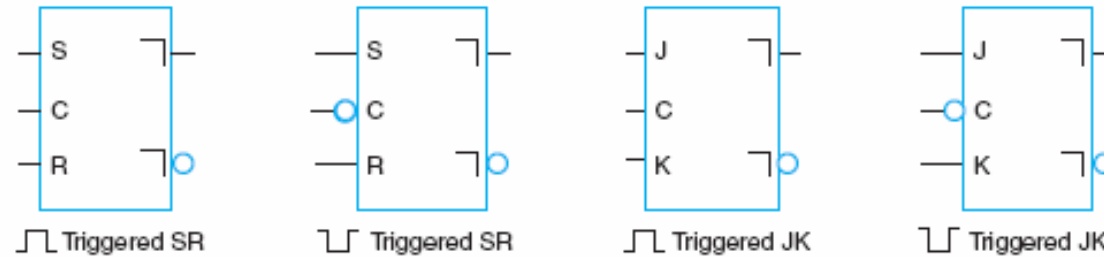 S S J J
C C C C
R R K K
Triggered SR Triggered SR Triggered JK Triggered JK